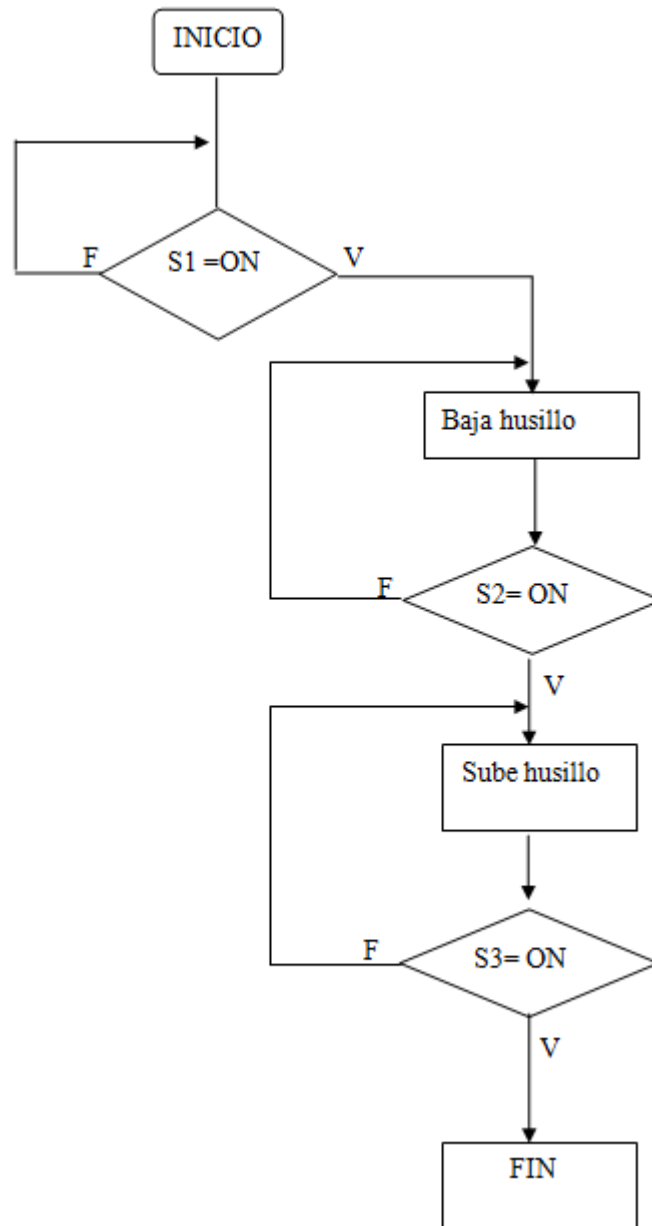 INICIO
F
S1 =ON
V
Baja husillo
F
S2= ON
V
Sube husillo
F
S3= ON
V
FIN